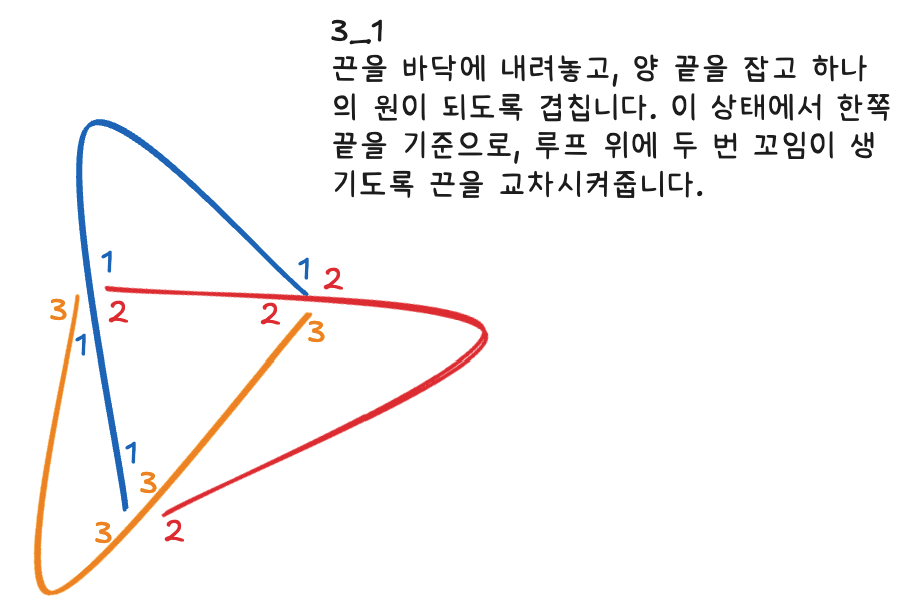 3_1
끈을 바닥에 내려놓고, 양 끝을 잡고 하나
의 원이 되도록 겹칩니다. 이 상태에서 한쪽
끝을 기준으로, 루프 위에 두 번 꼬임이 생
기도록 끈을 교차시켜줍니다.
1
1 2
3 2
2 3
1
1
3
3 2